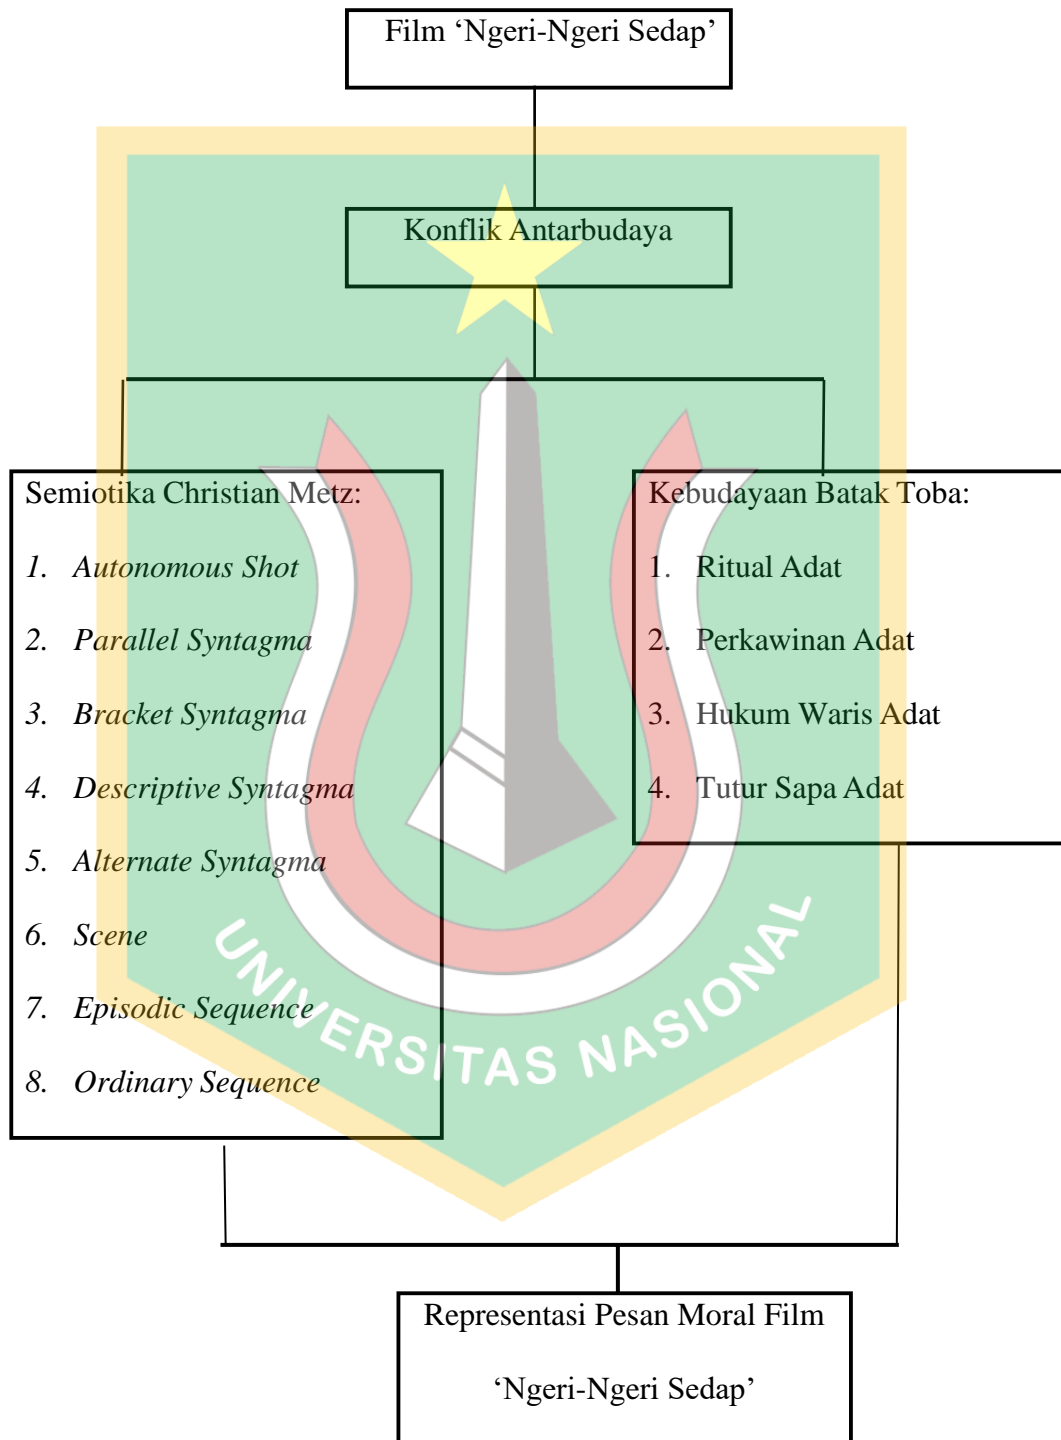 Film ‘Ngeri-Ngeri Sedap’
Konflik Antarbudaya
Semiotika Christian Metz:
1. Autonomous Shot
2. Parallel Syntagma
3. Bracket Syntagma
4. Descriptive Syntagma
5. Alternate Syntagma
6. Scene
7. Episodic Sequence
8. Ordinary Sequence
Kebudayaan Batak Toba:
1. Ritual Adat
2. Perkawinan Adat
3. Hukum Waris Adat
4. Tutur Sapa Adat
UNIVERSITAS NASIONAL
Representasi Pesan Moral Film
‘Ngeri-Ngeri Sedap’